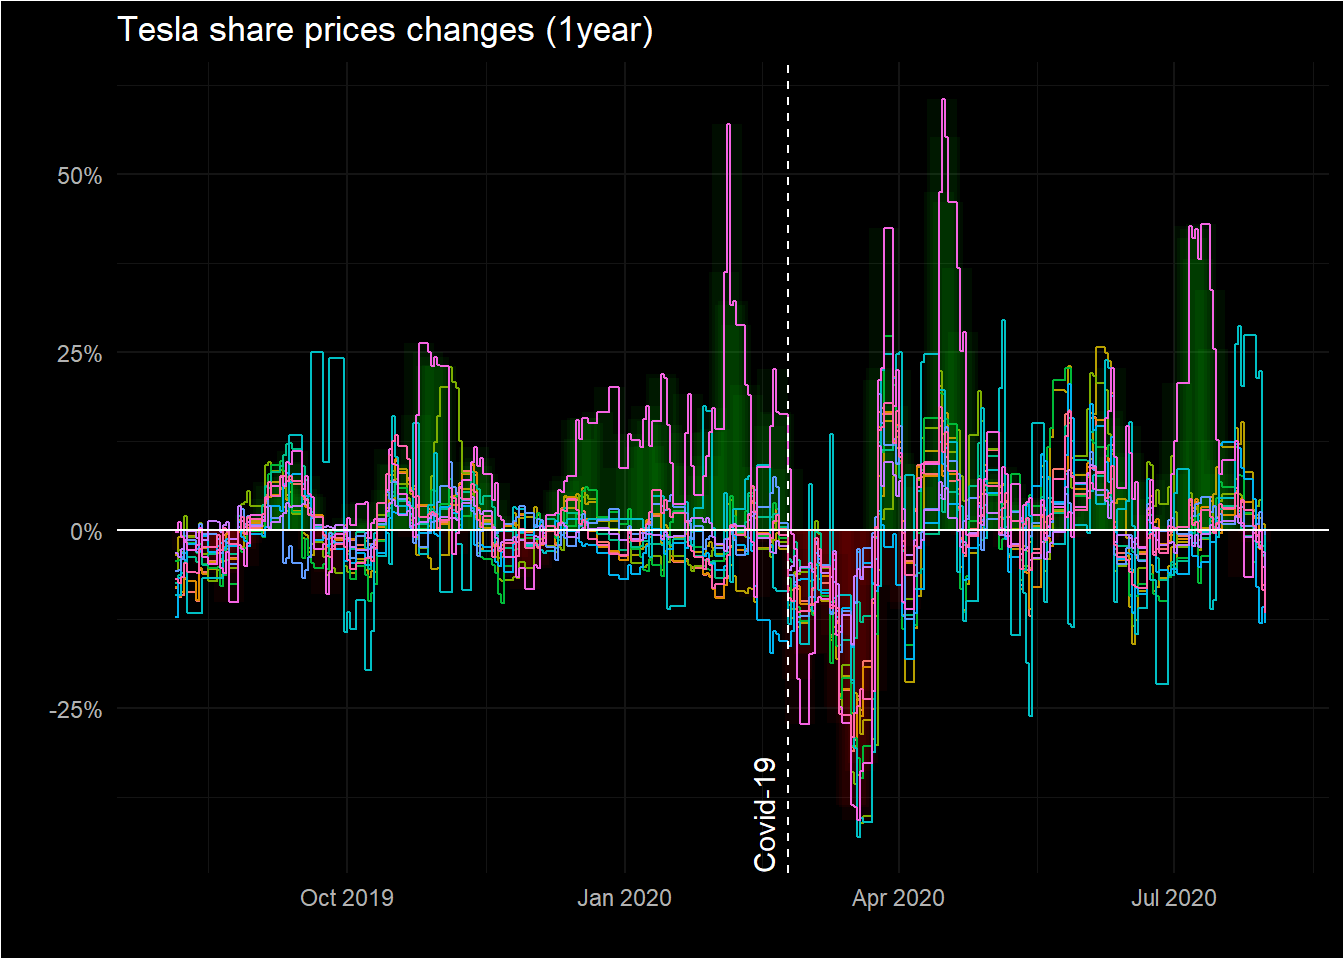 Tesla share prices changes (1year)
50%
25%
0%
-25%
Covid-19
Oct 2019
Jan 2020
Apr 2020
Jul 2020